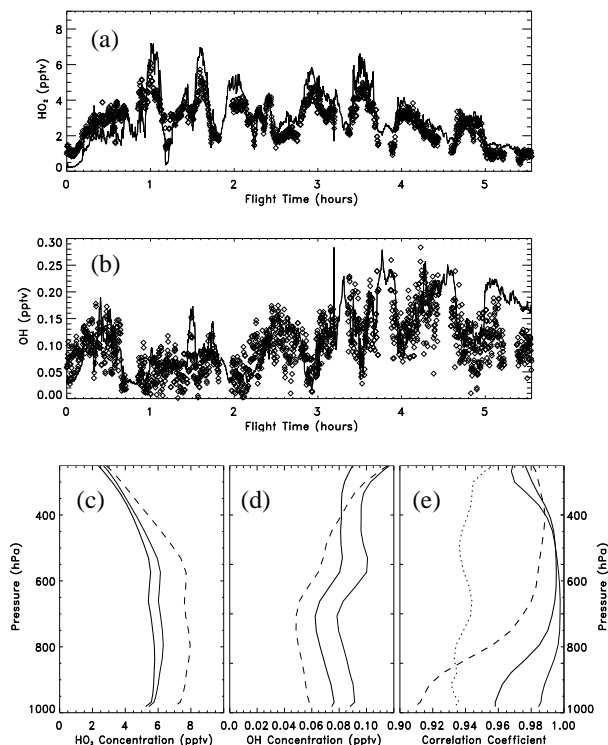 (a)
HO₂ (pptv)
8
6
4
2
0
0 1 2 3 4 5
Flight Time (hours)
(b)
OH (pptv)
0.30
0.25
0.20
0.15
0.10
0.05
0.00
0 1 2 3 4 5
Flight Time (hours)
(c) (d) (e)
Pressure (hPa)
400
600
800
1000
400
600
800
1000
Pressure (hPa)
0 2 4 6 8
0.0 0.02 0.04 0.06 0.08 0.10
0.90 0.92 0.94 0.96 0.98 1.00
HO₂ Concentration (pptv)
OH Concentration (pptv)
Correlation Coefficient